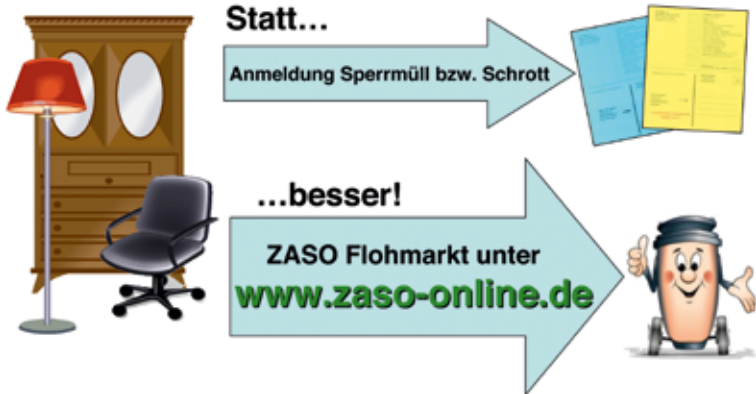 Statt...
Anmeldung Sperrmüll bzw. Schrott
...besser!
ZASO Flohmarkt unter
www.zaso-online.de